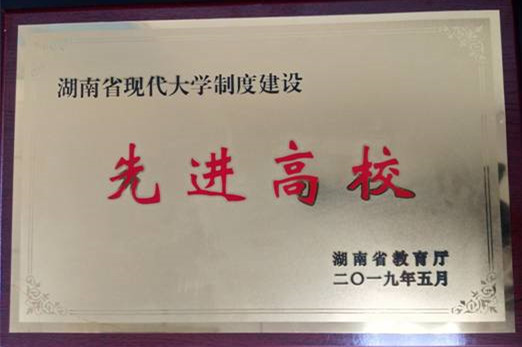 湖南省现代大学制度建设
先进高校
湖南省教育厅
二〇一九年五月